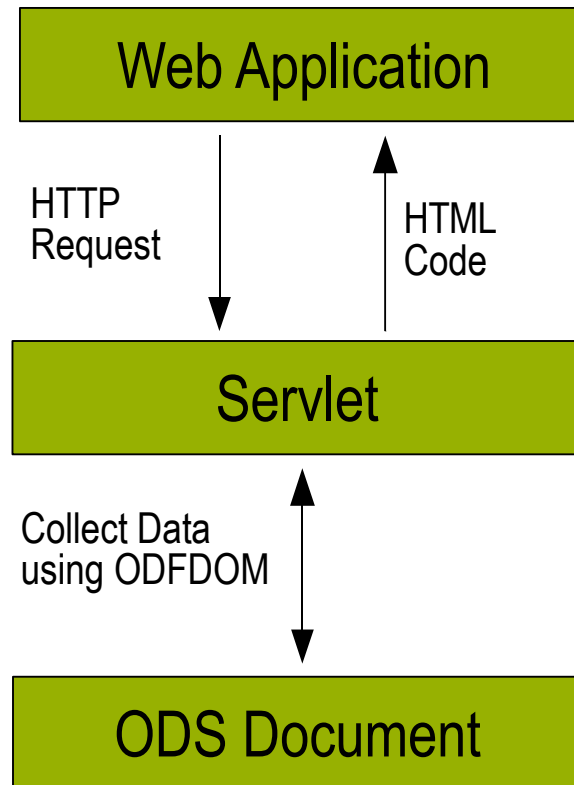 Web Application
HTTP
Request
HTML
Code
Servlet
Collect Data
using ODFDOM
ODS Document